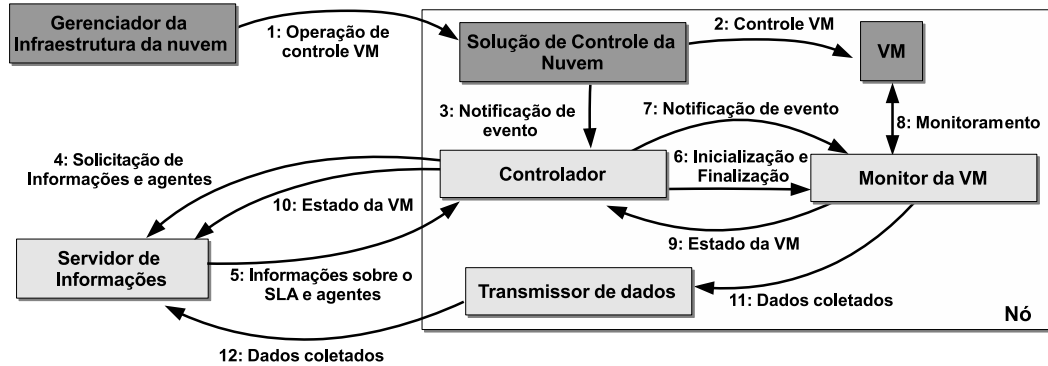 Gerenciador da
Infraestrutura da nuvem
1: Operação de
controle VM
Solução de Controle da
Nuvem
2: Controle VM
VM
3: Notificação de
evento
7: Notificação de evento
8: Monitoramento
4: Solicitação de
Informações e agentes
Controlador
6: Inicialização e
Finalização
Monitor da VM
10: Estado da VM
9: Estado da VM
Servidor de
Informações
5: Informações sobre o
SLA e agentes
Transmissor de dados
11: Dados coletados
Nó
12: Dados coletados